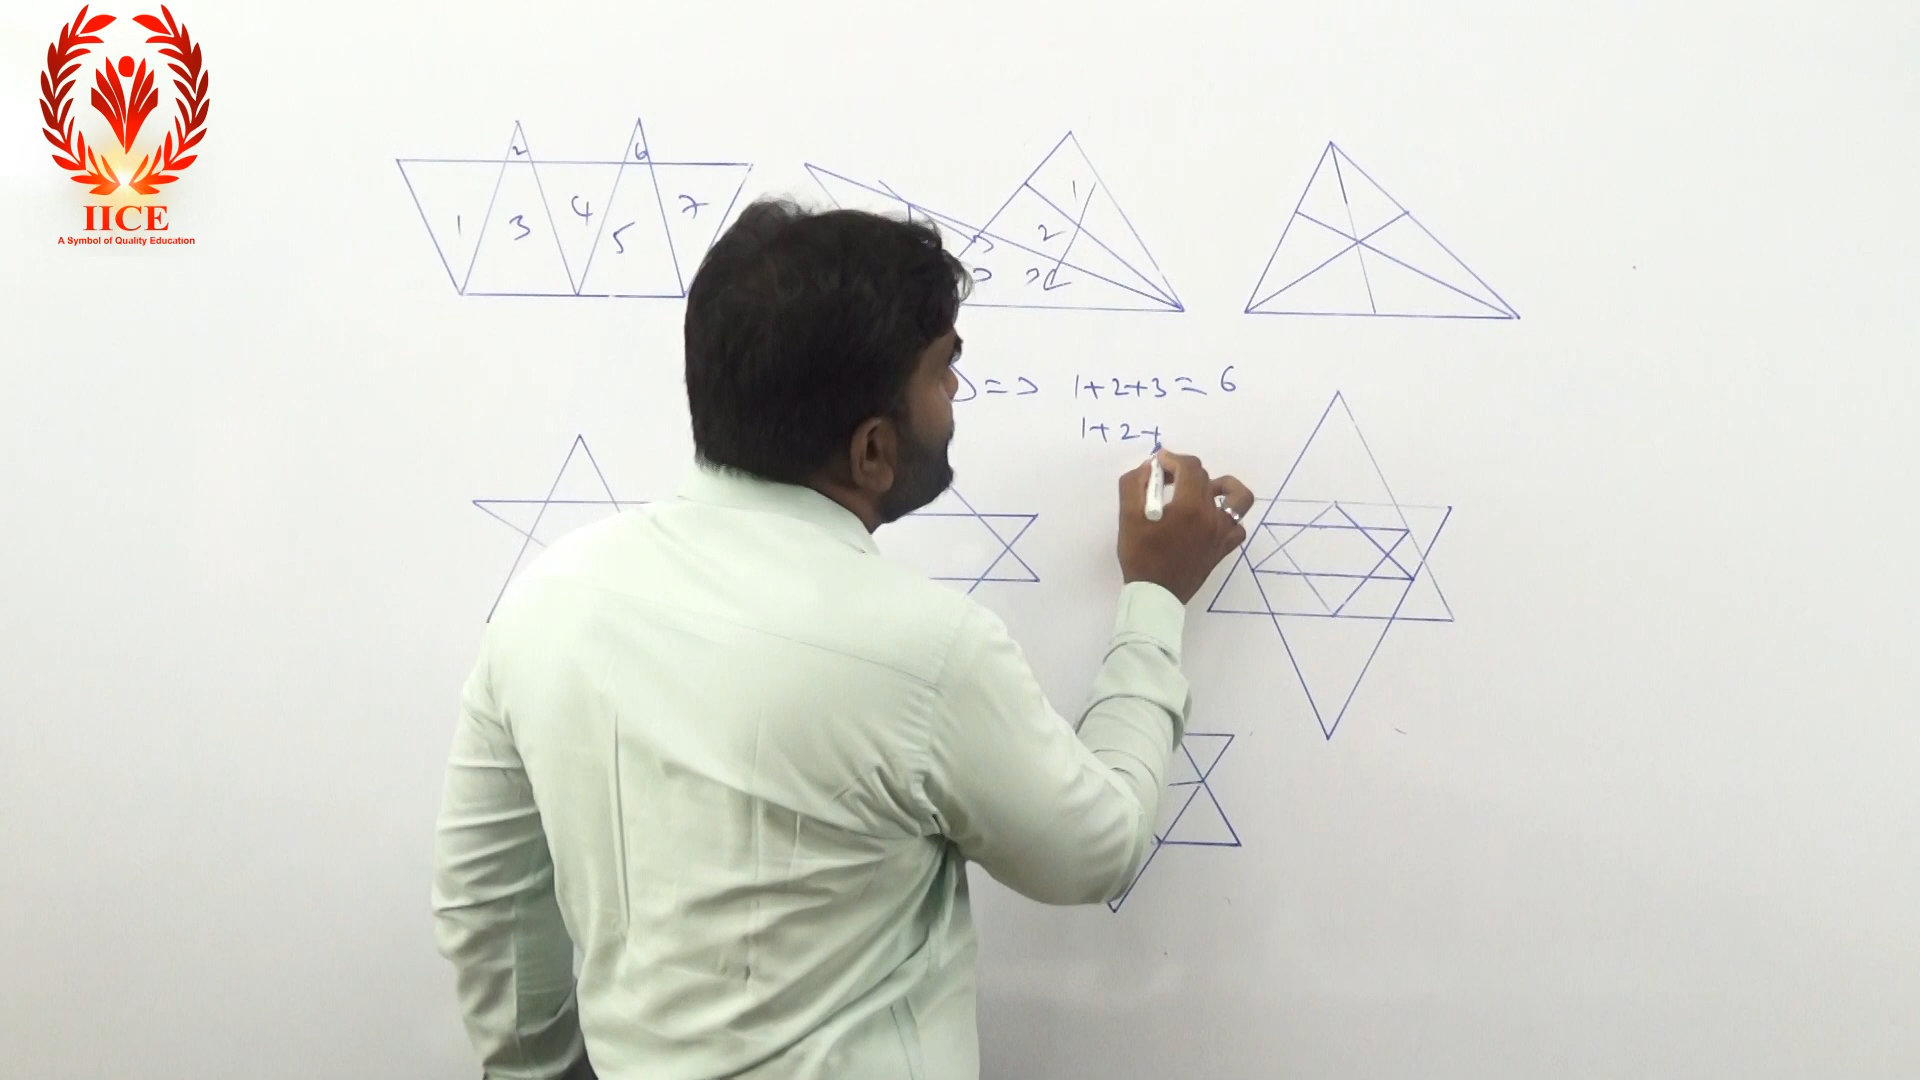 IICE
A Symbol of Quality Education
2 6
1 3 4 5 7
1
2
1+2+3 = 6
1+2+